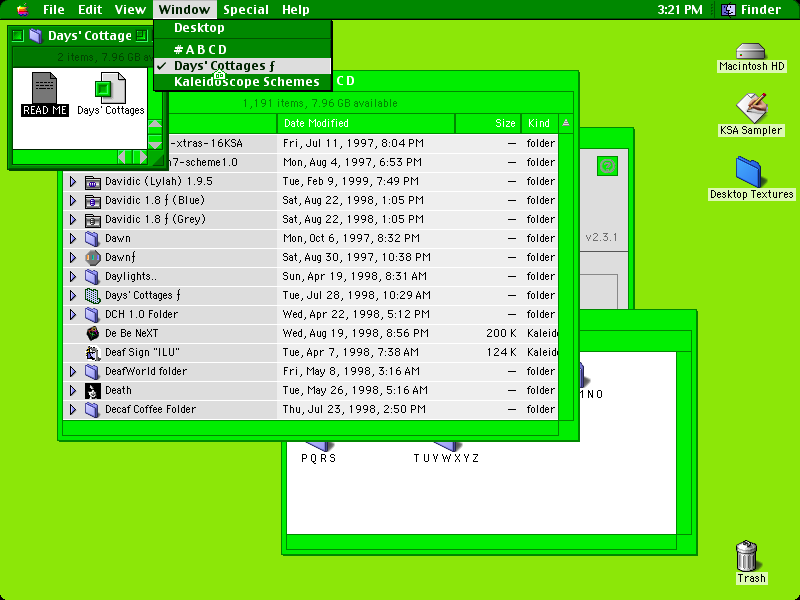 File Edit View Window Special Help 3:21 PM Finder
Desktop
# A B C D
✓ Days' Cottages ƒ
Kaleidoscope Schemes
Days' Cottage
2 items, 7.96 GB av
READ ME
Days' Cottages
C D
1,191 items, 7.96 GB available
Date Modified Size Kind
-xtras-16KSA Fri, Jul 11, 1997, 8:04 PM — folder
n7-scheme1.0 Mon, Aug 4, 1997, 6:53 PM — folder
Davidic (Lylah) 1.9.5 Tue, Feb 9, 1999, 7:49 PM — folder
Davidic 1.8 ƒ (Blue) Sat, Aug 22, 1998, 1:05 PM — folder
Davidic 1.8 ƒ (Grey) Sat, Aug 22, 1998, 1:05 PM — folder
Dawn Mon, Oct 6, 1997, 8:32 PM — folder
Dawnƒ Sat, Aug 30, 1997, 10:38 PM — folder
Daylights.. Sun, Apr 19, 1998, 8:31 AM — folder
Days' Cottages ƒ Tue, Jul 28, 1998, 10:29 AM — folder
DCH 1.0 Folder Wed, Apr 22, 1998, 5:12 PM — folder
De Be NeXT Wed, Aug 19, 1998, 8:56 PM 200 K Kaleid
Deaf Sign "ILU" Tue, Apr 7, 1998, 7:38 AM 124 K Kaleid
DeafWorld folder Fri, May 8, 1998, 3:16 AM — folder
Death Tue, May 26, 1998, 5:16 AM — folder
Decaf Coffee Folder Thu, Jul 23, 1998, 2:50 PM — folder
v2.3.1
N O
P Q R S
T U V W X Y Z
Macintosh HD
KSA Sampler
Desktop Textures
Trash